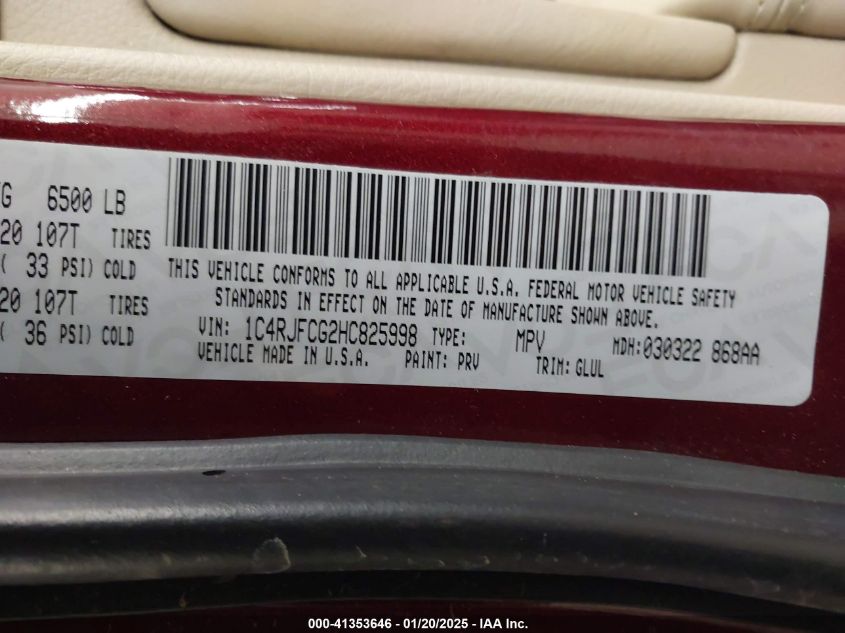 G 6500 LB
20 107T TIRES
( 33 PSI) COLD
20 107T TIRES
( 36 PSI) COLD
THIS VEHICLE CONFORMS TO ALL APPLICABLE U.S.A. FEDERAL MOTOR VEHICLE SAFETY
STANDARDS IN EFFECT ON THE DATE OF MANUFACTURE SHOWN ABOVE.
VIN: 1C4RJFCG2HC825998 TYPE: MPV MDH:030322 868AA
VEHICLE MADE IN U.S.A. PAINT: PRV TRIM: GLUL
000-41353646 — 01/20/2025 — IAA Inc.